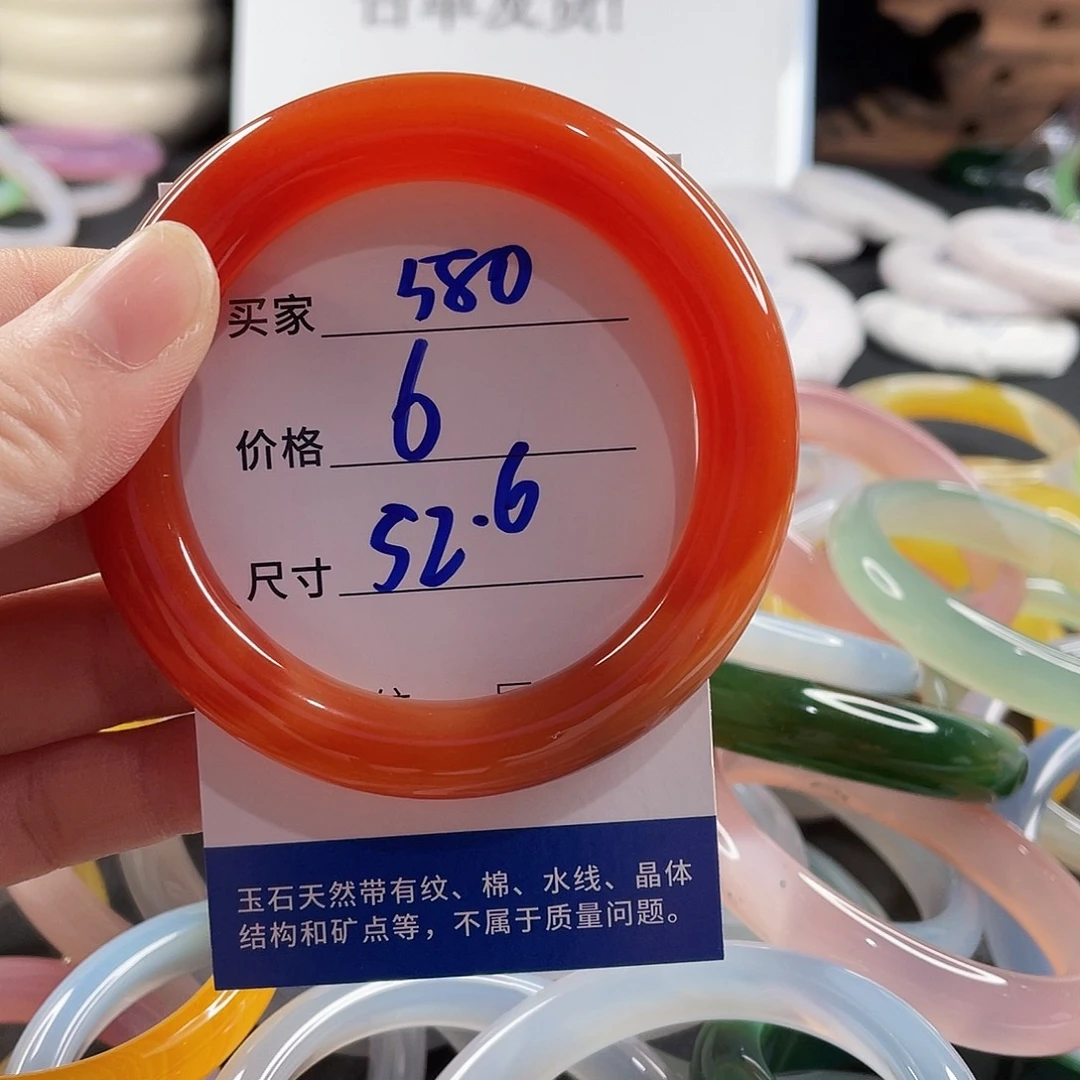 买家 580
价格 6
尺寸 52.6
玉石天然带有纹、棉、水线、晶体
结构和矿点等，不属于质量问题。